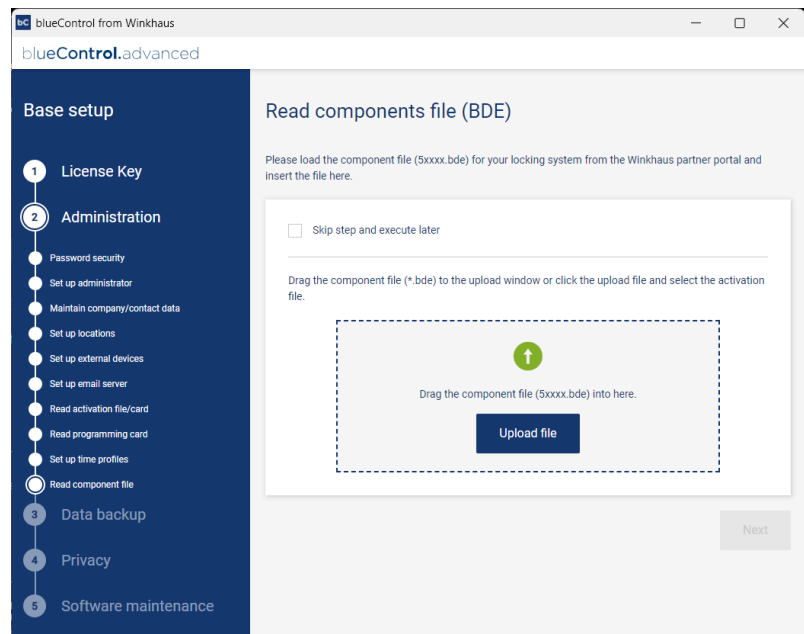 bC blueControl from Winkhaus
blueControl.advanced
Base setup
1 License Key
2 Administration
Password security
Set up administrator
Maintain company/contact data
Set up locations
Set up external devices
Set up email server
Read activation file/card
Read programming card
Set up time profiles
Read component file
3 Data backup
4 Privacy
5 Software maintenance
Read components file (BDE)
Please load the component file (5xxxx.bde) for your locking system from the Winkhaus partner portal and
insert the file here.
Skip step and execute later
Drag the component file (*.bde) to the upload window or click the upload file and select the activation
file.
Drag the component file (5xxxx.bde) into here.
Upload file
Next